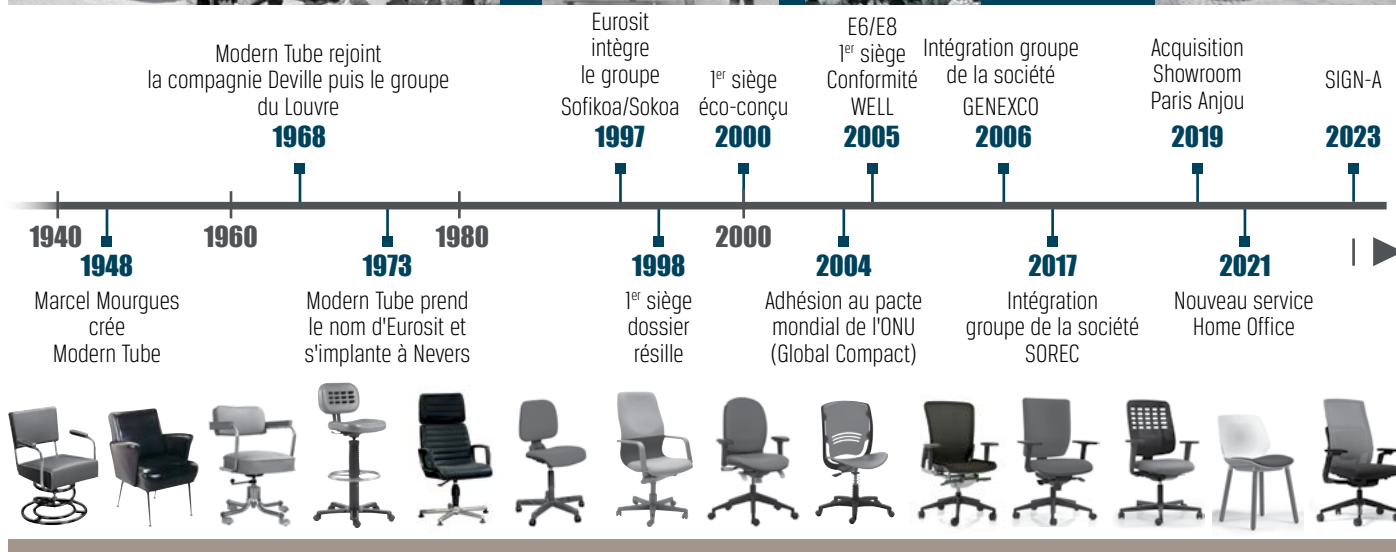 Modern Tube rejoint
la compagnie Deville puis le groupe
du Louvre
1968
Eurosit
intègre
le groupe
Sofikoa/Sokoa
1997
1er siège
éco-conçu
2000
E6/E8
1er siège
Conformité
WELL
2005
Intégration groupe
de la société
GENEXCO
2006
Acquisition
Showroom
Paris Anjou
2019
SIGN-A
2023
1940
1960
1980
2000
1948
Marcel Mourgues
crée
Modern Tube
1973
Modern Tube prend
le nom d'Eurosit et
s'implante à Nevers
1998
1er siège
dossier
résille
2004
Adhésion au pacte
mondial de l'ONU
(Global Compact)
2017
Intégration
groupe de la société
SOREC
2021
Nouveau service
Home Office